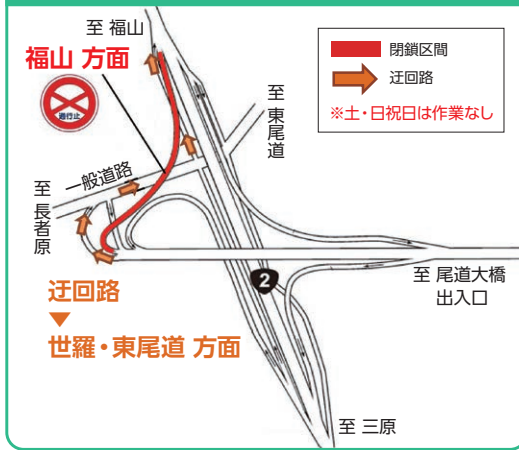 至 福山
福山 方面
通行止
閉鎖区間
迂回路
※土・日祝日は作業なし
至 東尾道
一般道路
至 長者原
2
至 尾道大橋
出入口
迂回路
▼
世羅・東尾道 方面
至 三原